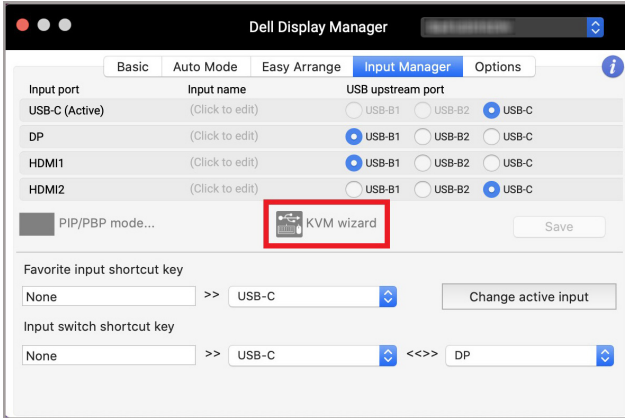 Dell Display Manager
Basic Auto Mode Easy Arrange Input Manager Options i
Input port Input name USB upstream port
USB-C (Active) (Click to edit) USB-B1 USB-B2 USB-C
DP (Click to edit) USB-B1 USB-B2 USB-C
HDMI1 (Click to edit) USB-B1 USB-B2 USB-C
HDMI2 (Click to edit) USB-B1 USB-B2 USB-C
PIP/PBP mode... KVM wizard Save
Favorite input shortcut key
None >> USB-C Change active input
Input switch shortcut key
None >> USB-C <<>> DP